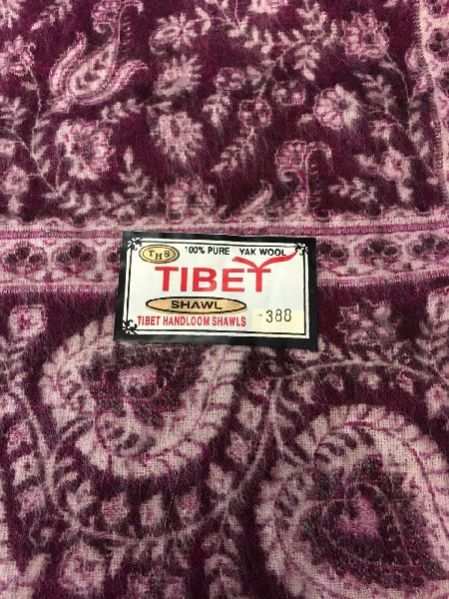 THS 100% PURE YAK WOOL
TIBET
SHAWL
TIBET HANDLOOM SHAWLS -388